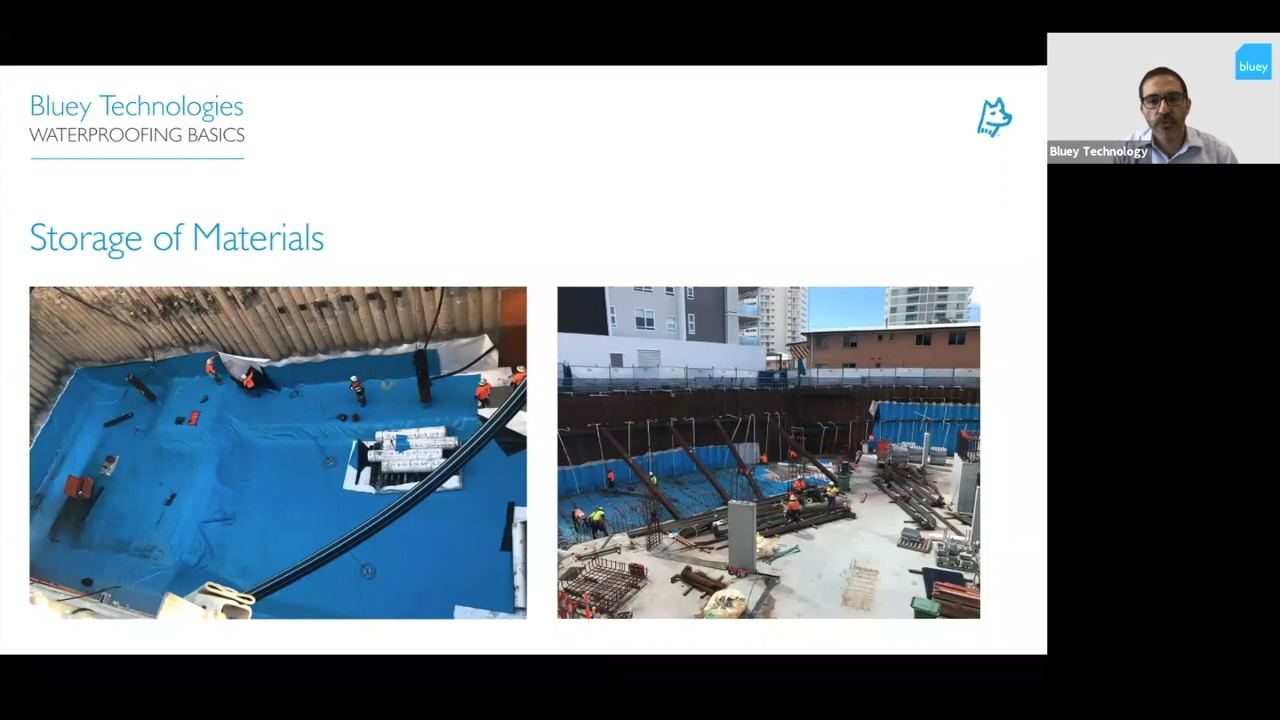 Bluey Technologies
WATERPROOFING BASICS
Storage of Materials
bluey
Bluey Technology